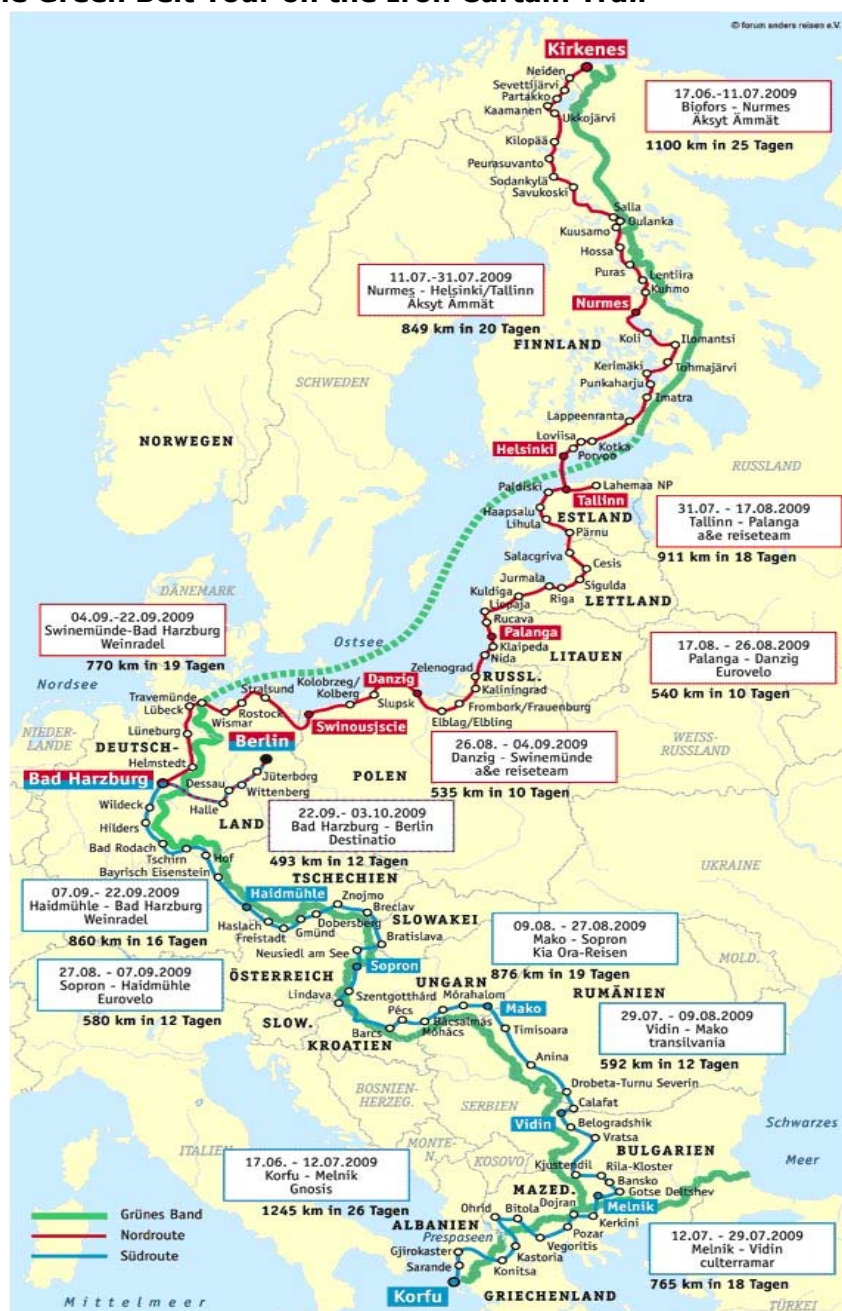 The Green Belt Tour on the Iron Curtain Trail
© forum anders reisen e.V.
Kirkenes
Neiden
Sevettijärvi
Partakko
Kaamanen
Ukkojärvi
17.06.-11.07.2009
Biofors - Nurmes
Äksyt Ämmät
1100 km in 25 Tagen
Kilopää
Peurasuvanto
Sodankylä
Savukoski
Salla
Oulanka
Kuusamo
Hossa
Puras
Lentiira
Kuhmo
11.07.-31.07.2009
Nurmes - Helsinki/Tallinn
Äksyt Ämmät
849 km in 20 Tagen
Nurmes
FINNLAND
Koli
Ilomantsi
Kerimäki
Tohmajärvi
Punkaharju
Imatra
SCHWEDEN
Lappeenranta
NORWEGEN
Loviisa
Kotka
Helsinki
Porvoo
RUSSLAND
Paldiski
Lahemaa NP
Tallinn
Haapsalu
ESTLAND
Lihula
Pärnu
31.07. - 17.08.2009
Tallinn - Palanga
a&e reiseteam
911 km in 18 Tagen
Salacgriva
Cesis
Jurmala
Sigulda
Kuldiga
Riga
LETTLAND
DÄNEMARK
Liepaja
Rucava
04.09.-22.09.2009
Swinemünde-Bad Harzburg
Weinradel
770 km in 19 Tagen
Ostsee
Palanga
Klaipeda
LITAUEN
Nida
17.08. - 26.08.2009
Palanga - Danzig
Eurovelo
540 km in 10 Tagen
Nordsee
Zelenograd
RUSSL.
Kaliningrad
Danzig
Kolobrzeg/
Kolberg
Slupsk
Frombork/Frauenburg
Elblag/Elbling
Travemünde
Stralsund
Lübeck
Rostock
Wismar
Swinousjscie
NIEDER-
LANDE
Lüneburg
DEUTSCH-
Helmstedt
Berlin
26.08. - 04.09.2009
Danzig - Swinemünde
a&e reiseteam
535 km in 10 Tagen
WEISS-
RUSSLAND
Bad Harzburg
Jüterborg
POLEN
Dessau
Wittenberg
Halle
Wildeck
LAND
Hilders
22.09.- 03.10.2009
Bad Harzburg - Berlin
Destinatio
493 km in 12 Tagen
Bad Rodach
Tschirn
Hof
Bayrisch Eisenstein
TSCHECHIEN
UKRAINE
07.09.- 22.09.2009
Haidmühle - Bad Harzburg
Weinradel
860 km in 16 Tagen
Haidmühle
Znojmo
Breclav
SLOWAKEI
Haslach
Dobersberg
Gmünd
Freistadt
Bratislava
Neusiedl am See
09.08. - 27.08.2009
Mako - Sopron
Kia Ora-Reisen
876 km in 19 Tagen
MOLD.
27.08. - 07.09.2009
Sopron - Haidmühle
Eurovelo
580 km in 12 Tagen
ÖSTERREICH
Sopron
UNGARN
Szentgotthárd
Mórahalom
Mako
RUMÄNIEN
Lindava
SLOW.
Pécs
Barcs
Bácsalmás
Mohács
KROATIEN
Timisoara
29.07. - 09.08.2009
Vidin - Mako
transilvania
592 km in 12 Tagen
Anina
BOSNIEN-
HERZEG.
Drobeta-Turnu Severin
SERBIEN
Calafat
Vidin
Belogradshik
Vratsa
Schwarzes
Meer
ITALIEN
MONTE-
N.
KOSOVO
BULGARIEN
17.06. - 12.07.2009
Korfu - Melnik
Gnosis
1245 km in 26 Tagen
Kjustendil
Rila-Kloster
Bansko
MAZED.
Gotse Deltshev
Melnik
Grünes Band
Nordroute
Südroute
Ohrid
Bitola
Dojran
Kerkini
ALBANIEN
Prespaseen
Pozar
Vegoritis
Gjirokaster
Kastoria
Sarande
Konitsa
12.07. - 29.07.2009
Melnik - Vidin
culterramar
765 km in 18 Tagen
Korfu
GRIECHENLAND
Mittelmeer
TÜRKEI